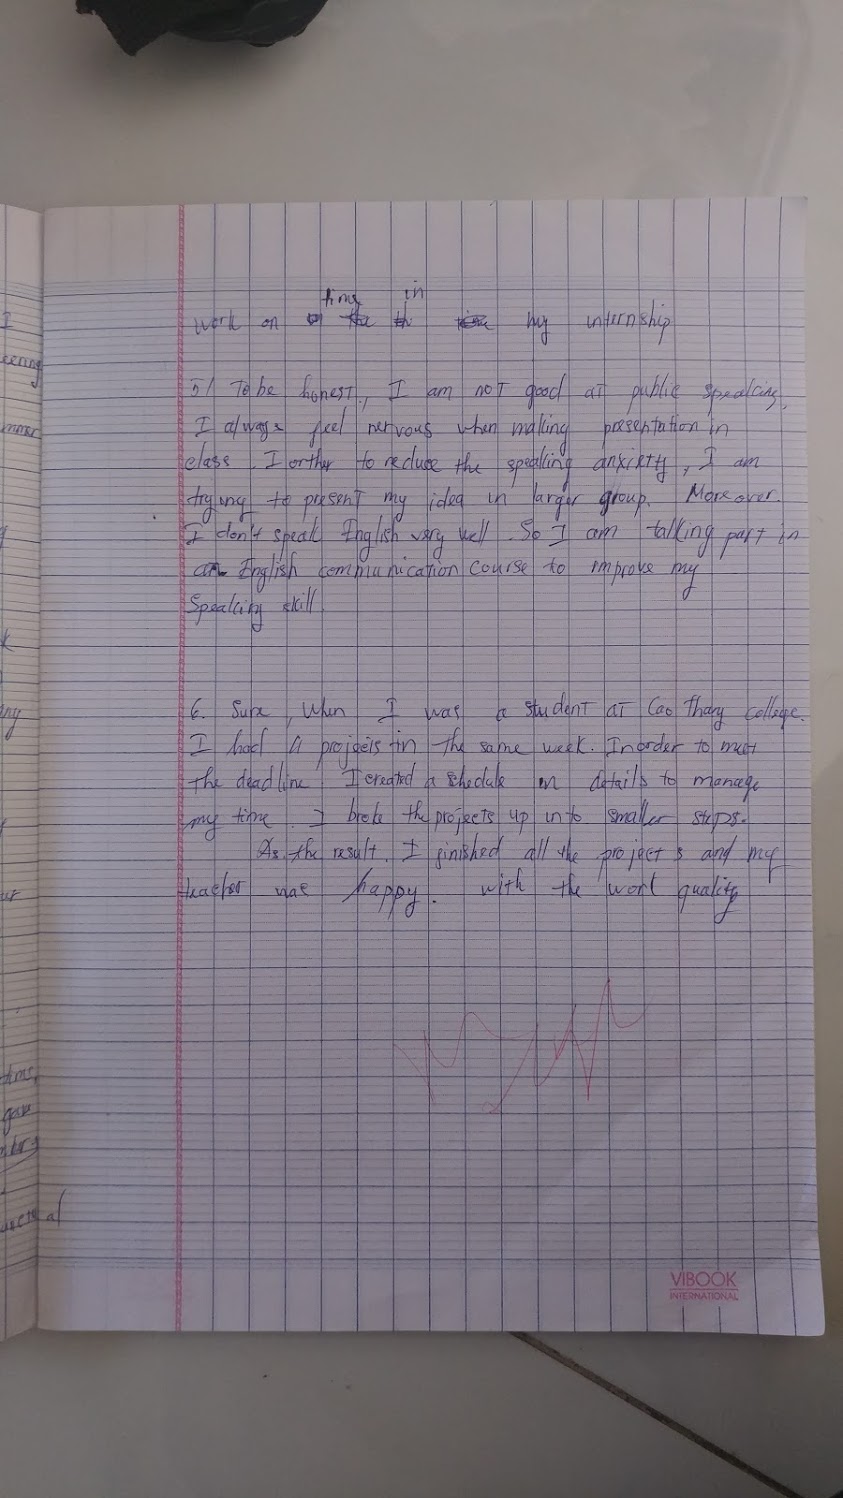 work on time in my internship
5/ To be honest, I am not good at public speaking.
I always feel nervous when making presentation in
class. I orther to reduce the speaking anxiety, I am
trying to present my idea in larger group. Moreover.
I don't speak English very well. So I am talking part in
an English communication course to improve my
Speaking skill.
6. Sure, when I was a student at Cao Thang college.
I had 4 projects in the same week. In order to meet
the deadline. I created a schedule in details to manage
my time. I broke the projects up into smaller steps.
As the result, I finished all the projects and my
teacher was happy. with the work quality
VIBOOK
INTERNATIONAL